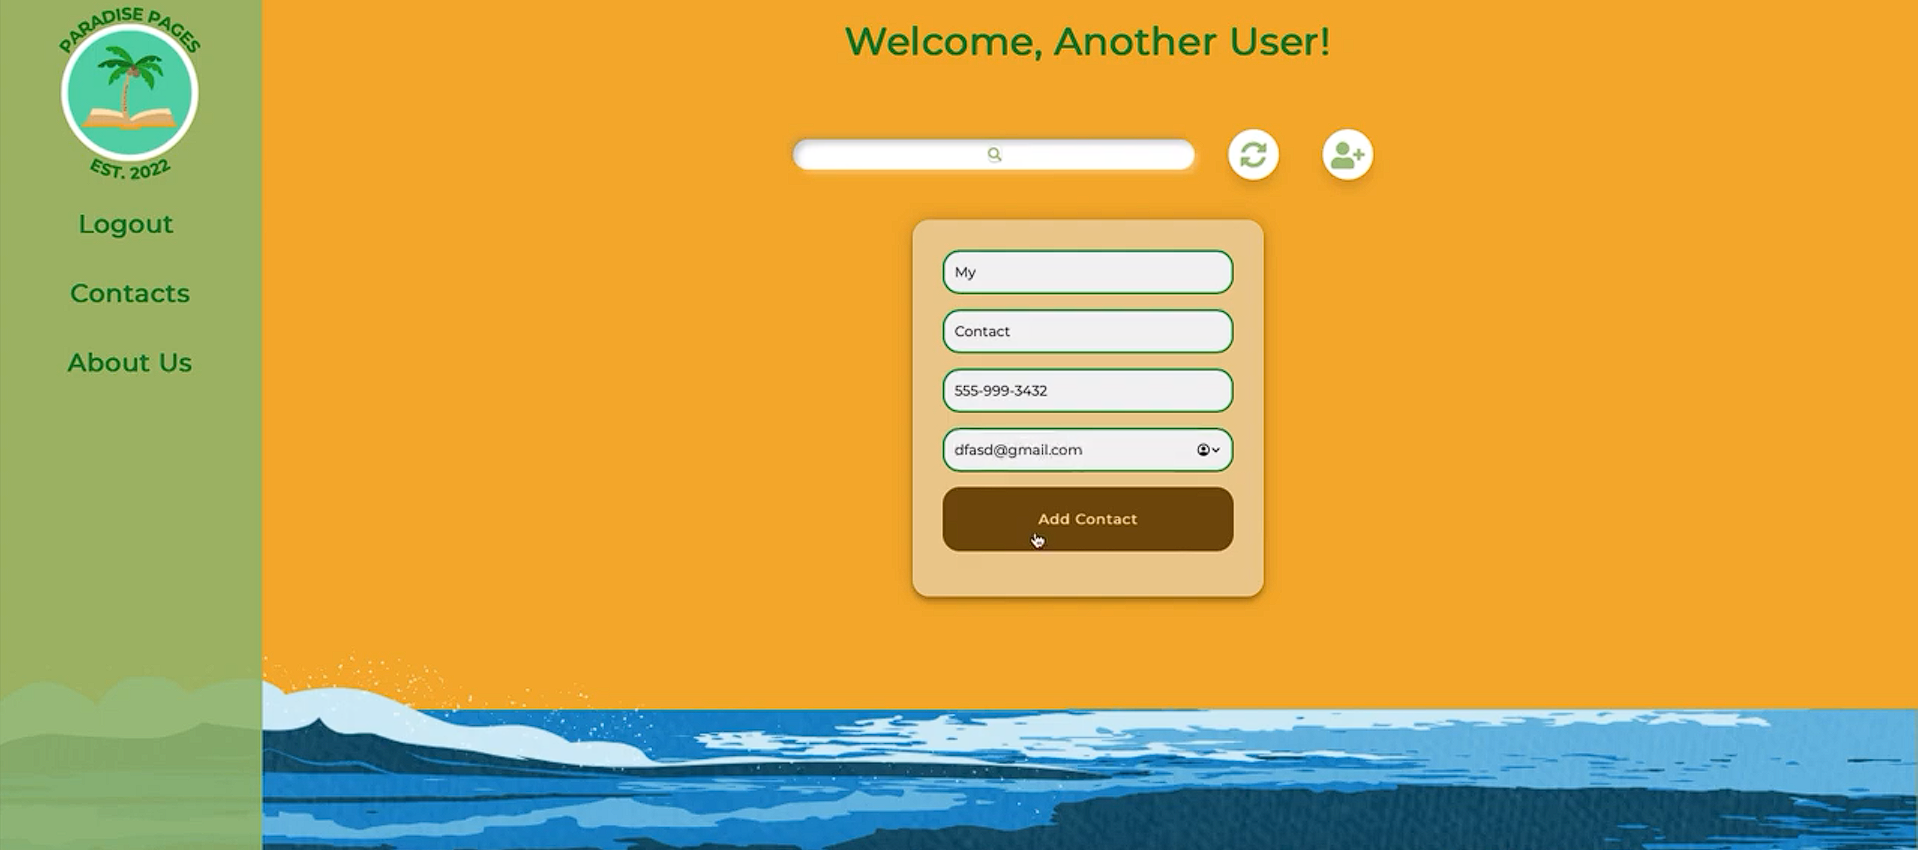 PARADISE PAGES
EST. 2022
Logout
Contacts
About Us
Welcome, Another User!
My
Contact
555-999-3432
dfasd@gmail.com
Add Contact